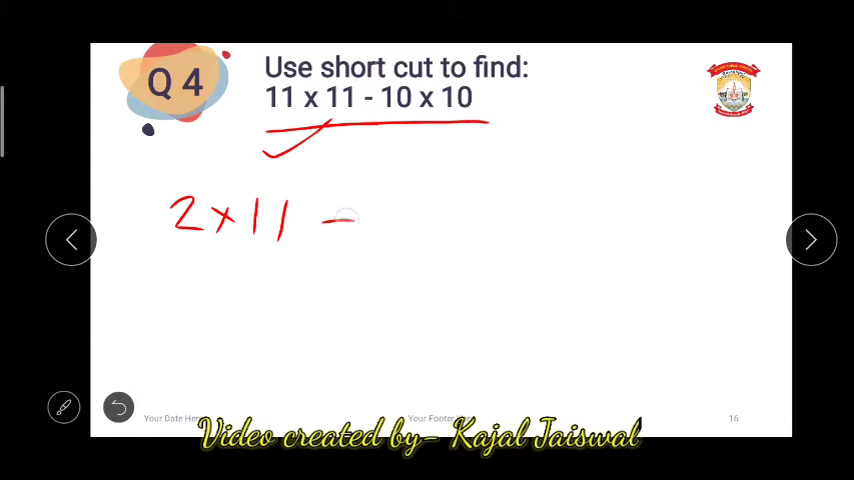 Q 4
Use short cut to find:
11 x 11 - 10 x 10
2 × 11 -
Your Date Here
Your Footer Here
16
Video created by- Kajal Jaiswal